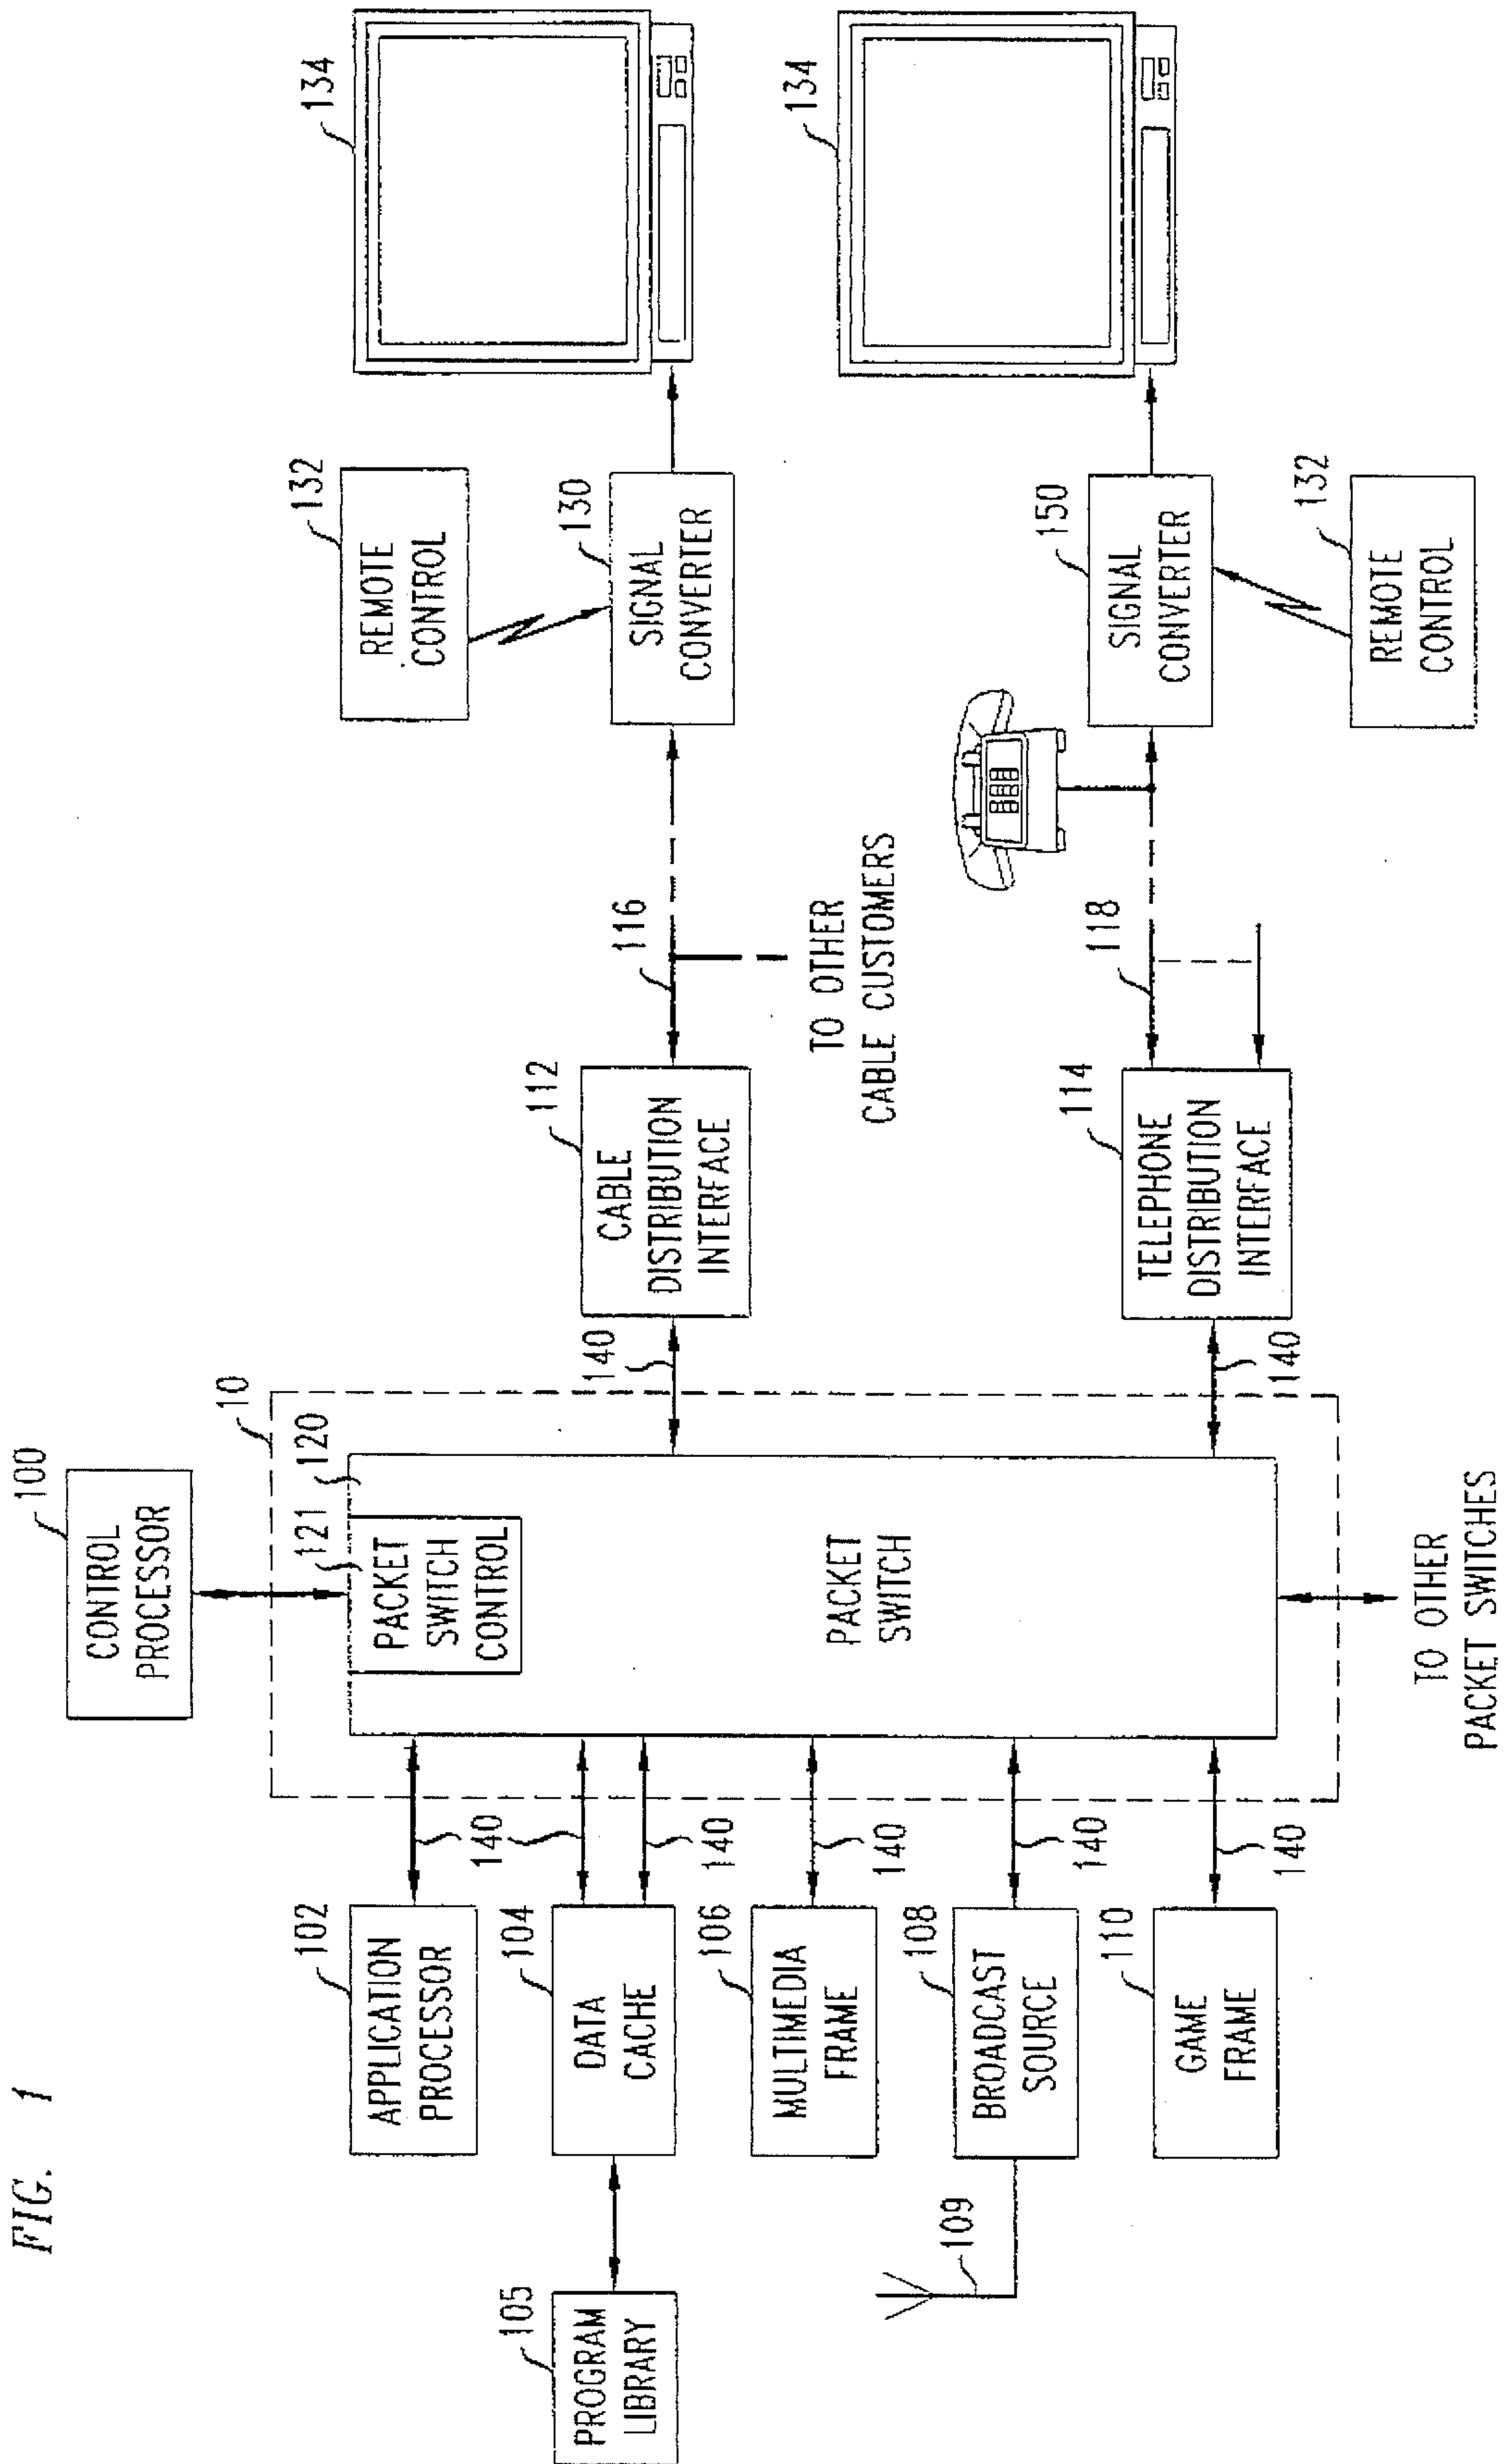 FIG. 1
100
CONTROL
PROCESSOR
10
121
120
PACKET
SWITCH
CONTROL
PACKET
SWITCH
TO OTHER
PACKET SWITCHES
102
APPLICATION
PROCESSOR
140
105
PROGRAM
LIBRARY
104
DATA
CACHE
140
106
MULTIMEDIA
FRAME
140
109
108
BROADCAST
SOURCE
140
110
GAME
FRAME
140
140
112
CABLE
DISTRIBUTION
INTERFACE
116
TO OTHER
CABLE CUSTOMERS
132
REMOTE
CONTROL
130
SIGNAL
CONVERTER
134
140
114
TELEPHONE
DISTRIBUTION
INTERFACE
118
150
SIGNAL
CONVERTER
132
REMOTE
CONTROL
134